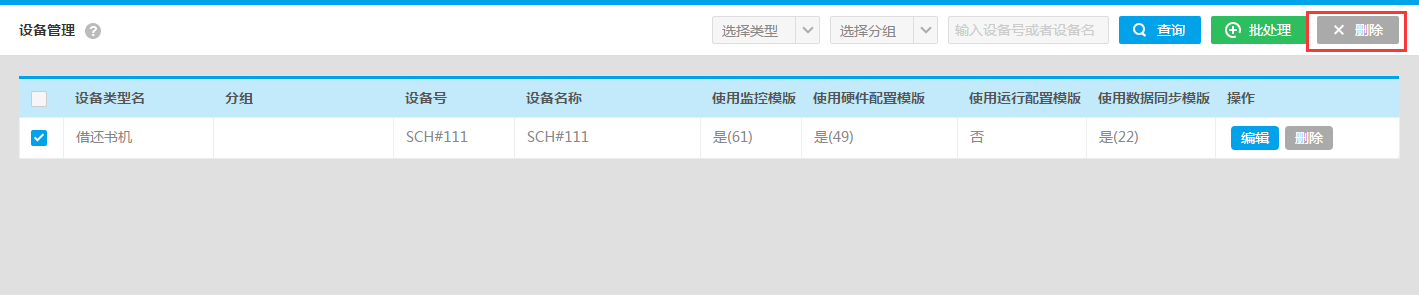 设备管理 ? 选择类型 选择分组 输入设备号或者设备名 查询 批处理 删除
设备类型名 分组 设备号 设备名称 使用监控模版 使用硬件配置模版 使用运行配置模版 使用数据同步模版 操作
借还书机 SCH#111 SCH#111 是(61) 是(49) 否 是(22) 编辑 删除